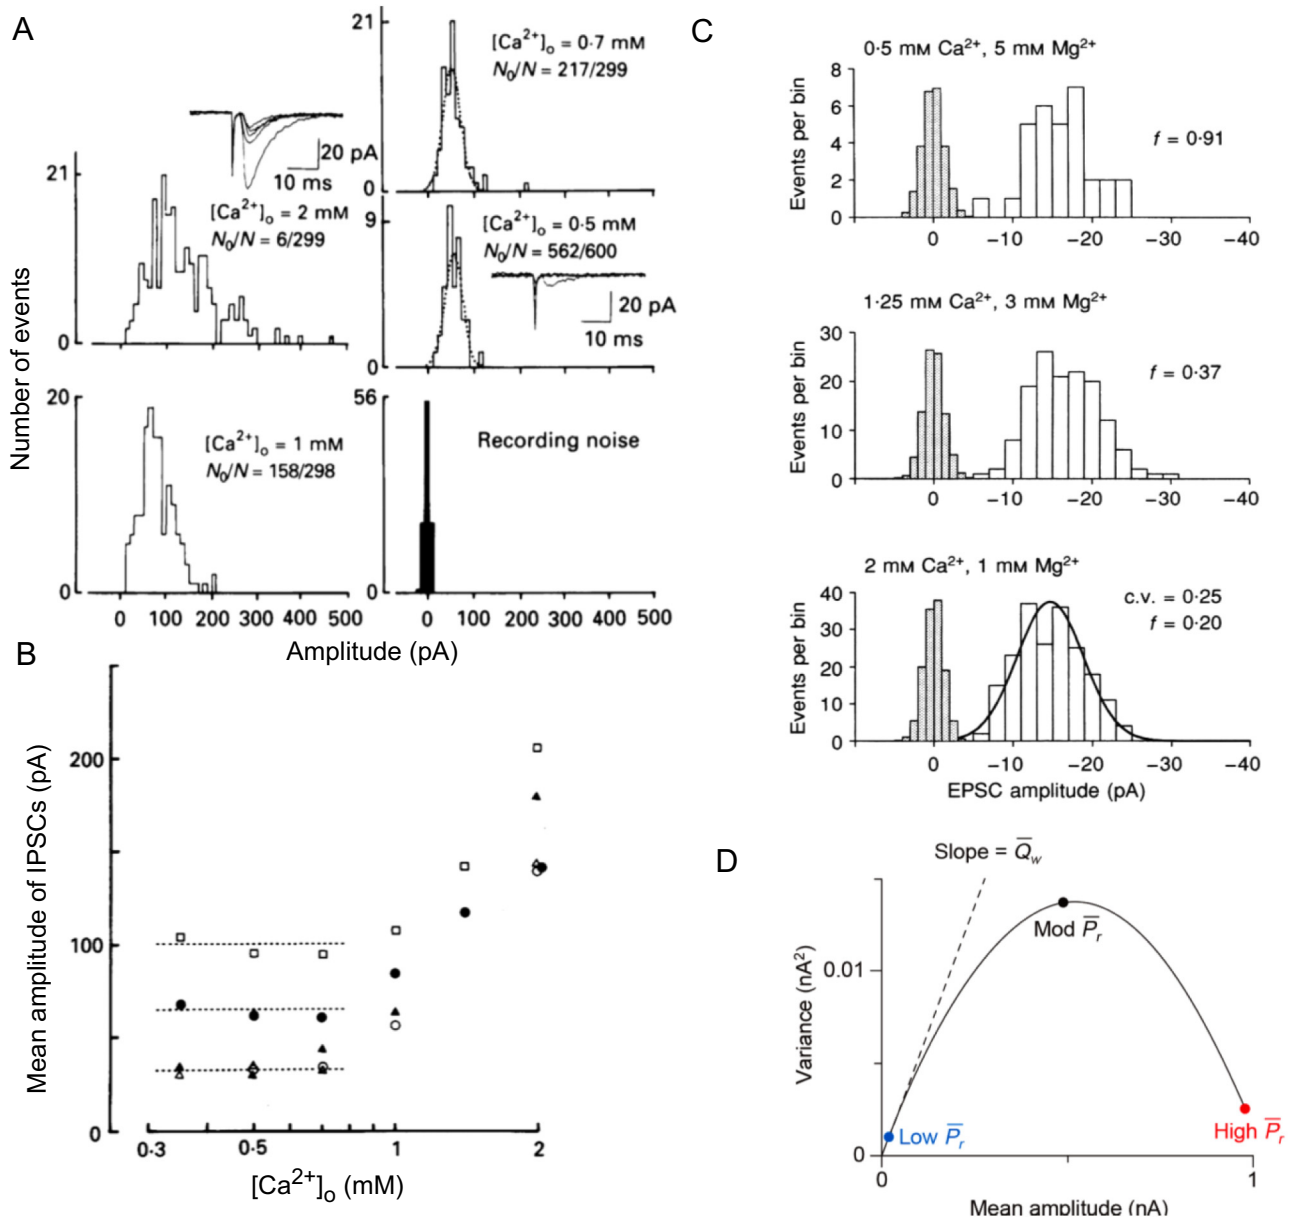 A
21
[Ca²⁺]ₒ = 0·7 mM
N₀/N = 217/299
0
20 pA
10 ms
21
[Ca²⁺]ₒ = 2 mM
N₀/N = 6/299
0
9
[Ca²⁺]ₒ = 0·5 mM
N₀/N = 562/600
20 pA
10 ms
0
Number of events
20
10
0
[Ca²⁺]ₒ = 1 mM
N₀/N = 158/298
0 100 200 300 400 500
56
Recording noise
0
0 100 200 300 400 500
Amplitude (pA)
B
Mean amplitude of IPSCs (pA)
200
100
0
0·3 0·5 1 2
[Ca²⁺]ₒ (mM)
C
0·5 mM Ca²⁺, 5 mM Mg²⁺
Events per bin
8
6
4
2
0
f = 0·91
0 −10 −20 −30 −40
1·25 mM Ca²⁺, 3 mM Mg²⁺
Events per bin
30
20
10
0
f = 0·37
0 −10 −20 −30 −40
2 mM Ca²⁺, 1 mM Mg²⁺
Events per bin
40
30
20
10
0
c.v. = 0·25
f = 0·20
0 −10 −20 −30 −40
EPSC amplitude (pA)
D
Slope = Q̅w
Variance (nA²)
0.01
0
Mod P̅r
Low P̅r
High P̅r
0 1
Mean amplitude (nA)